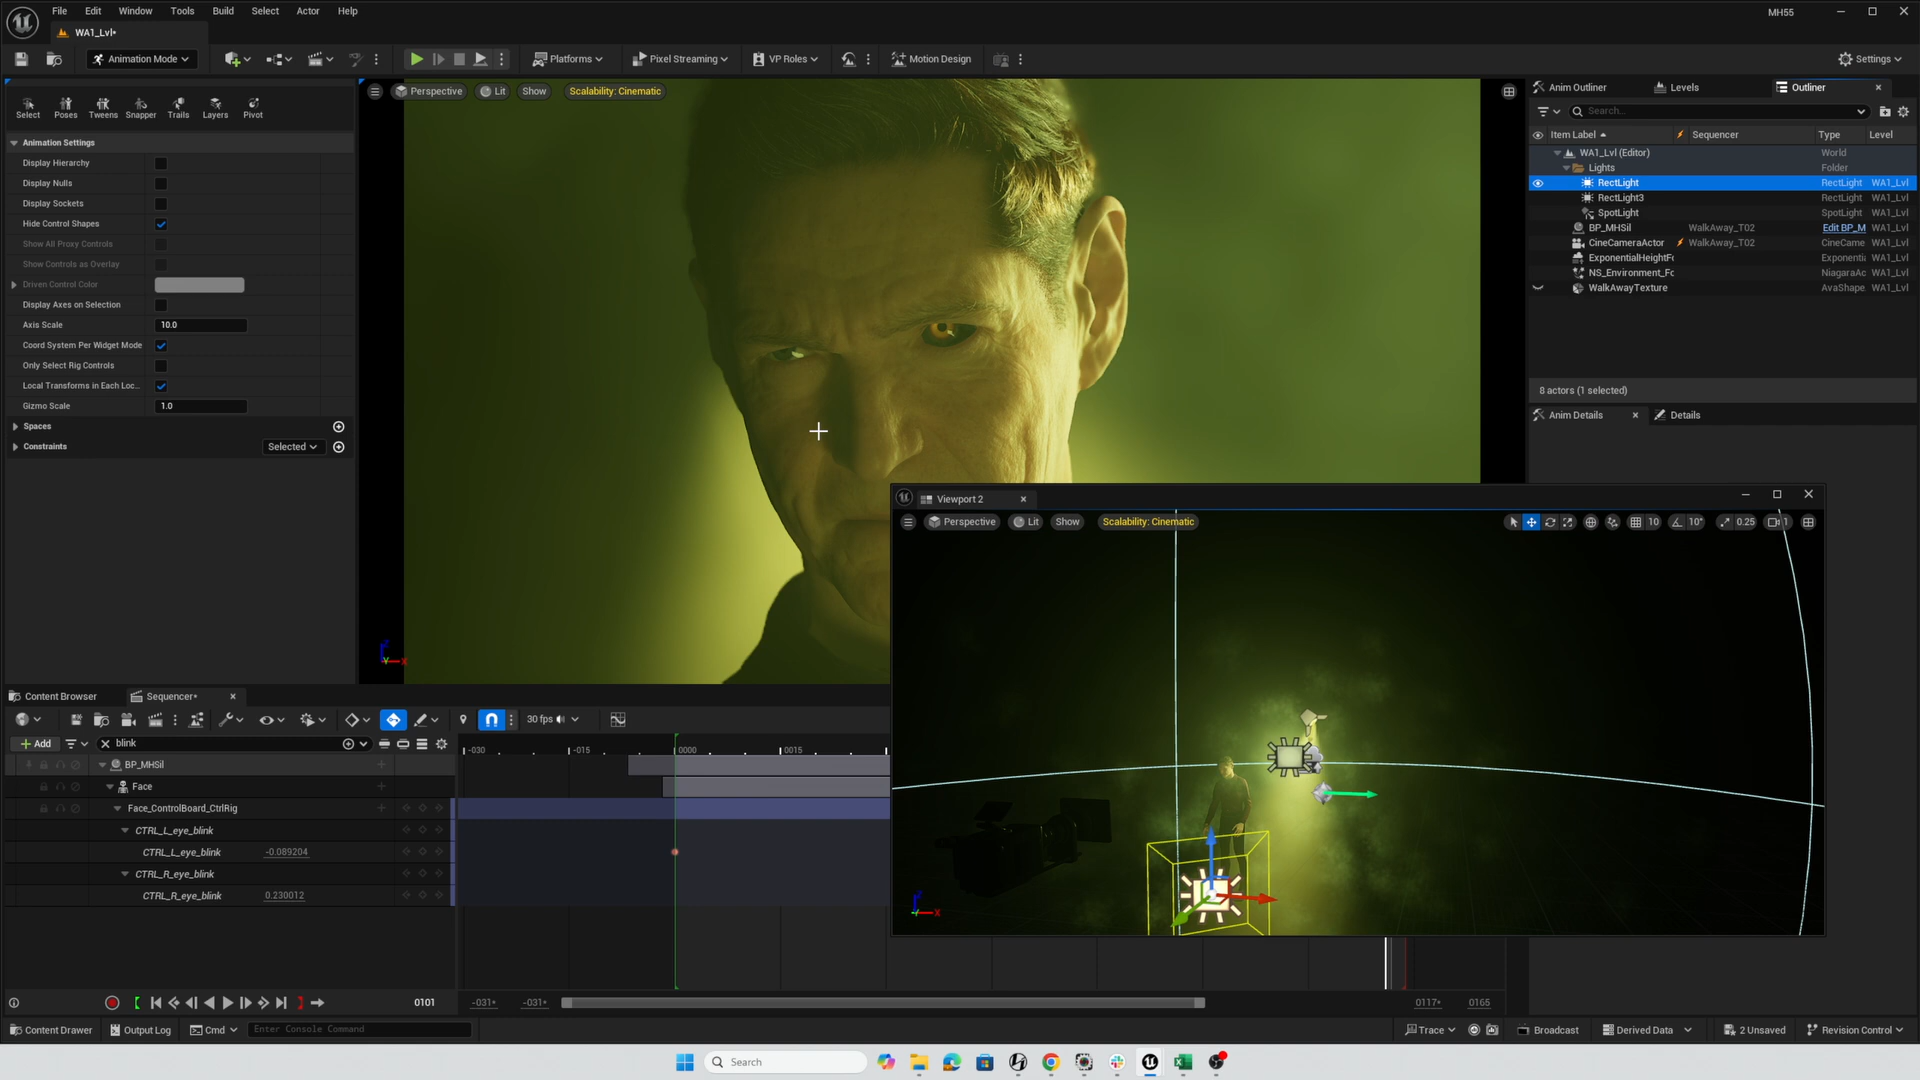 File Edit Window Tools Build Select Actor Help MH55
WA1_Lvl*
Animation Mode Platforms Pixel Streaming VP Roles Motion Design Settings
Select Poses Tweens Snapper Trails Layers Pivot
Animation Settings
Display Hierarchy
Display Nulls
Display Sockets
Hide Control Shapes
Show All Proxy Controls
Show Controls as Overlay
Driven Control Color
Display Axes on Selection
Axis Scale 10.0
Coord System Per Widget Mode
Only Select Rig Controls
Local Transforms in Each Loc...
Gizmo Scale 1.0
Spaces
Constraints Selected
Perspective Lit Show Scalability: Cinematic
Z
Y X
Anim Outliner Levels Outliner
Search...
Item Label Sequencer Type Level
WA1_Lvl (Editor) World
Lights Folder
RectLight RectLight WA1_Lvl
RectLight3 RectLight WA1_Lvl
SpotLight SpotLight WA1_Lvl
BP_MHSil WalkAway_T02 Edit BP_M WA1_Lvl
CineCameraActor WalkAway_T02 CineCame WA1_Lvl
ExponentialHeightFo Exponentia WA1_Lvl
NS_Environment_Fo NiagaraAc WA1_Lvl
WalkAwayTexture AvaShape WA1_Lvl
8 actors (1 selected)
Anim Details Details
Viewport 2
Perspective Lit Show Scalability: Cinematic 10 10° 0.25 1
Content Browser Sequencer*
30 fps
Add blink
-030 -015 0000 0015
BP_MHSil
Face
Face_ControlBoard_CtrlRig
CTRL_L_eye_blink
CTRL_L_eye_blink -0.089204
CTRL_R_eye_blink
CTRL_R_eye_blink 0.230012
0101 -031+ -031+ 0117+ 0165
Content Drawer Output Log Cmd Enter Console Command Trace Broadcast Derived Data 2 Unsaved Revision Control
Search